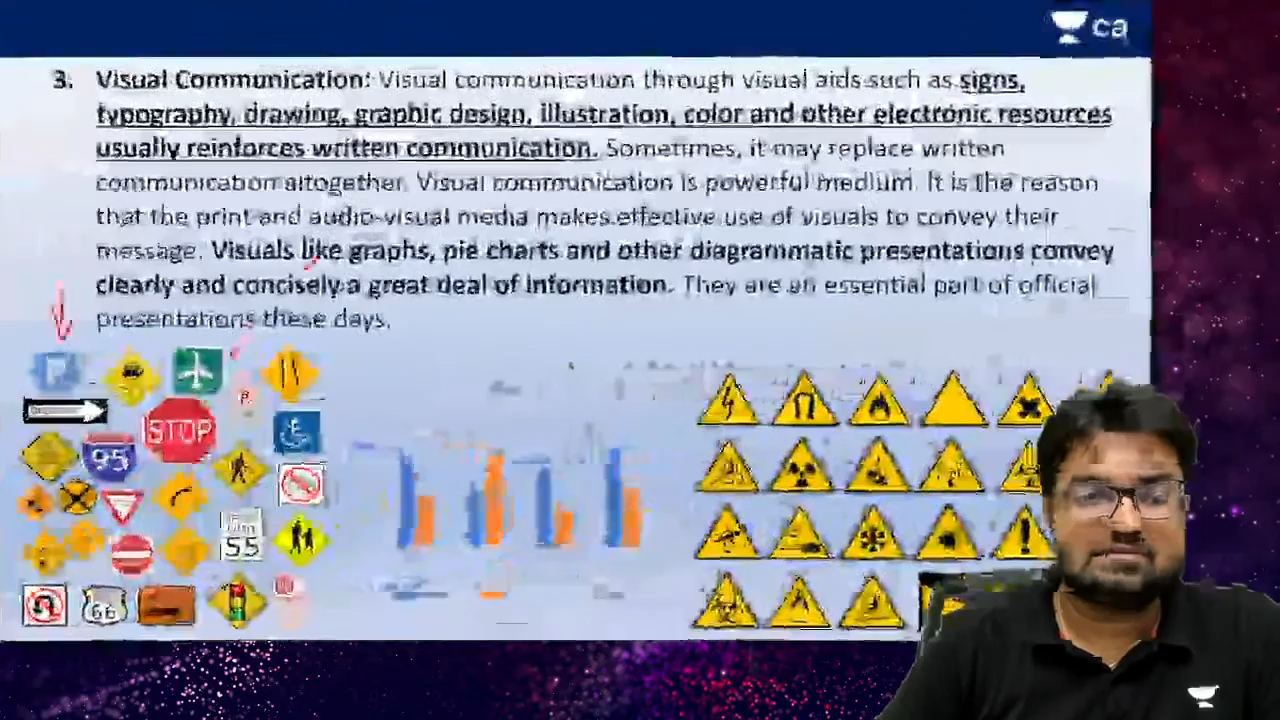 ca
3. Visual Communication: Visual communication through visual aids such as signs,
typography, drawing, graphic design, illustration, color and other electronic resources
usually reinforces written communication. Sometimes, it may replace written
communication altogether. Visual communication is powerful medium. It is the reason
that the print and audio-visual media makes effective use of visuals to convey their
message. Visuals like graphs, pie charts and other diagrammatic presentations convey
clearly and concisely a great deal of information. They are an essential part of official
presentations these days.
P
STOP
95
55
66